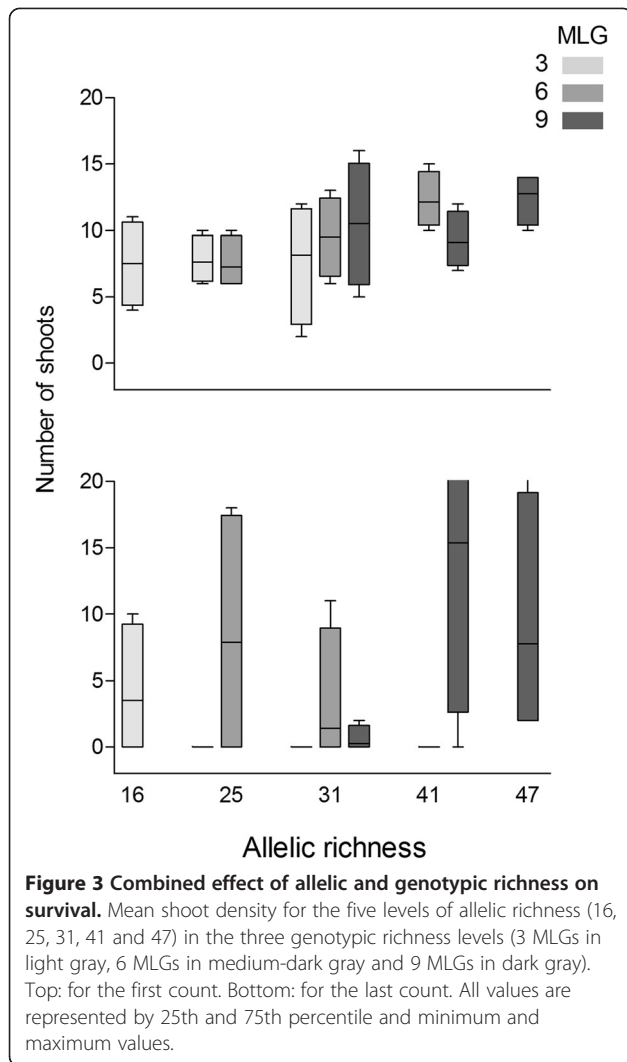 MLG
3
6
9
20
15
10
5
0
Number of shoots
20
15
10
5
0
16 25 31 41 47
Allelic richness
Figure 3 Combined effect of allelic and genotypic richness on
survival. Mean shoot density for the five levels of allelic richness (16,
25, 31, 41 and 47) in the three genotypic richness levels (3 MLGs in
light gray, 6 MLGs in medium-dark gray and 9 MLGs in dark gray).
Top: for the first count. Bottom: for the last count. All values are
represented by 25th and 75th percentile and minimum and
maximum values.